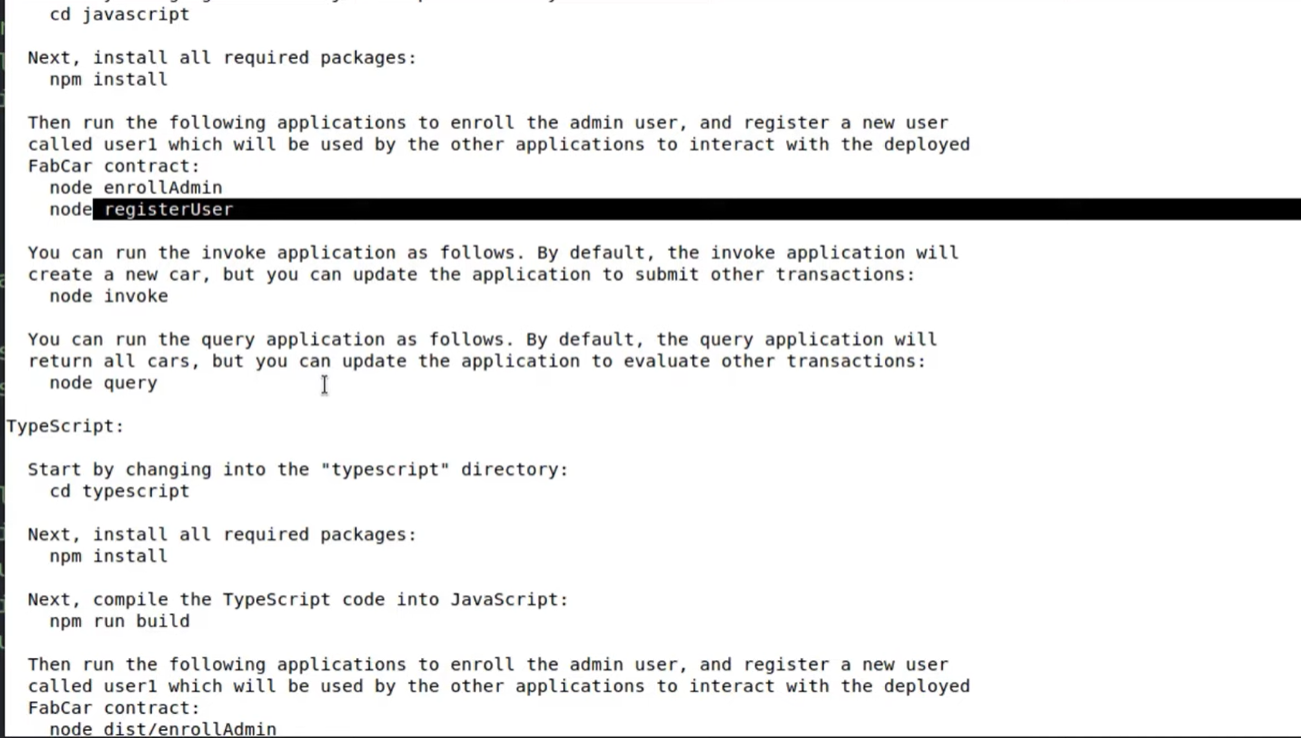 cd javascript
Next, install all required packages:
npm install
Then run the following applications to enroll the admin user, and register a new user
called user1 which will be used by the other applications to interact with the deployed
FabCar contract:
node enrollAdmin
node registerUser
You can run the invoke application as follows. By default, the invoke application will
create a new car, but you can update the application to submit other transactions:
node invoke
You can run the query application as follows. By default, the query application will
return all cars, but you can update the application to evaluate other transactions:
node query
TypeScript:
Start by changing into the "typescript" directory:
cd typescript
Next, install all required packages:
npm install
Next, compile the TypeScript code into JavaScript:
npm run build
Then run the following applications to enroll the admin user, and register a new user
called user1 which will be used by the other applications to interact with the deployed
FabCar contract:
node dist/enrollAdmin